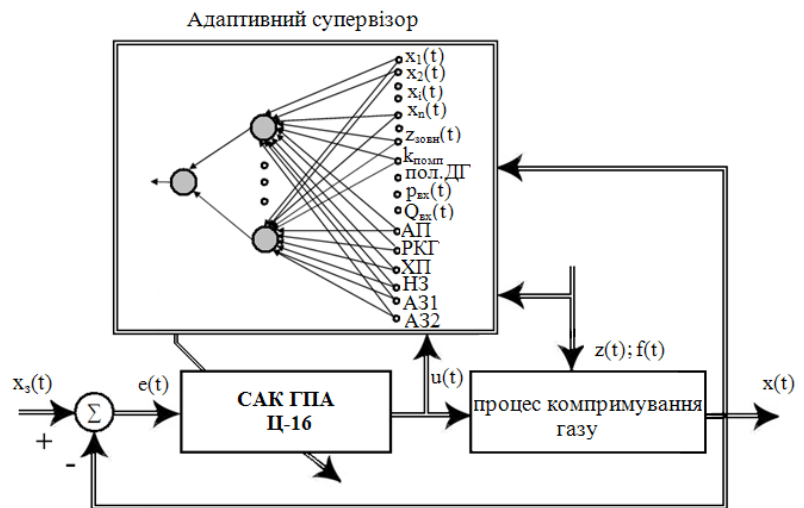 Адаптивний супервізор
x₁(t)
x₂(t)
xᵢ(t)
xₙ(t)
zзовн(t)
kпомп
пол.ДГ
pвх(t)
Qвх(t)
АП
РКГ
ХП
НЗ
АЗ1
АЗ2
z(t); f(t)
xз(t)
e(t)
u(t)
x(t)
Σ
+
-
САК ГПА
Ц-16
процес компримування
газу